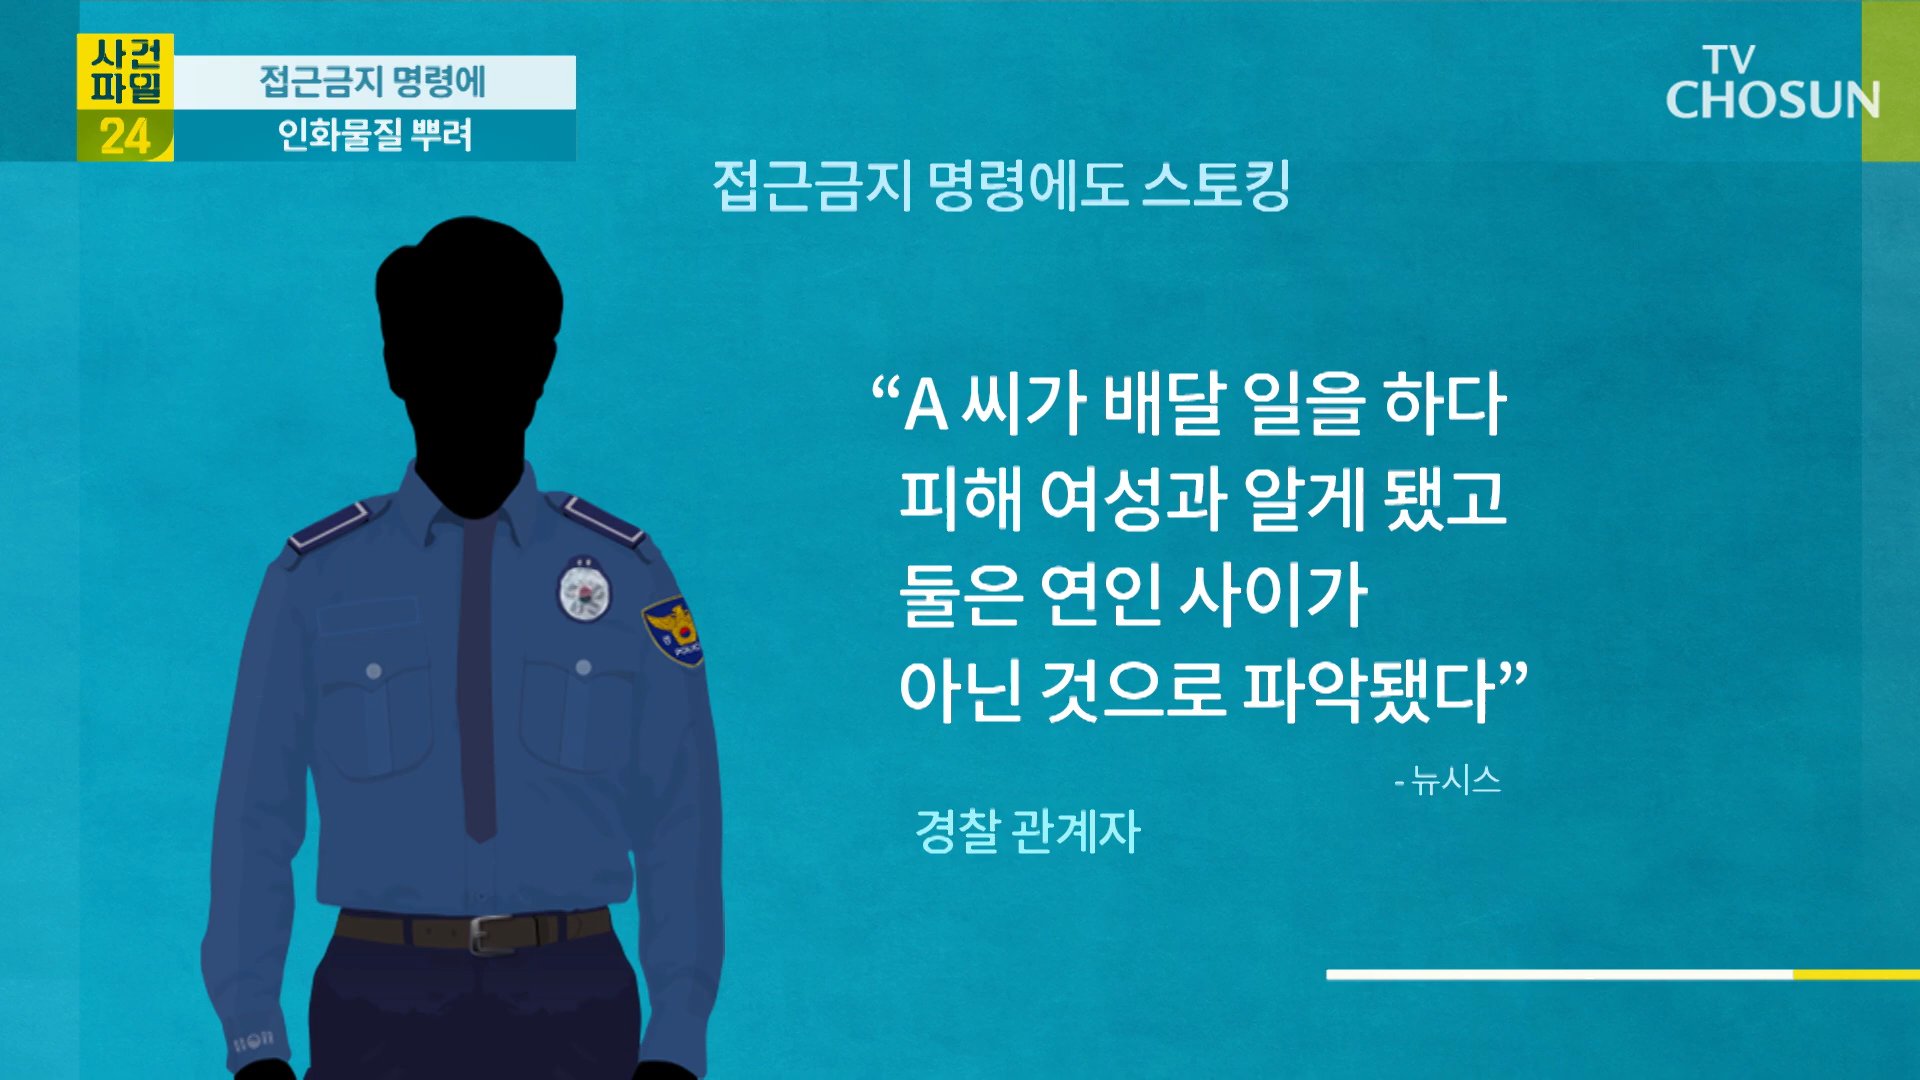 사건
파일
24
접근금지 명령에
인화물질 뿌려
TV
CHOSUN
접근금지 명령에도 스토킹
“A 씨가 배달 일을 하다
피해 여성과 알게 됐고
둘은 연인 사이가
아닌 것으로 파악됐다”
- 뉴시스
경찰 관계자